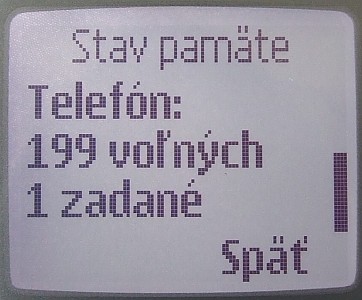 Stav pamäte
Telefón:
199 voľných
1 zadané
Späť